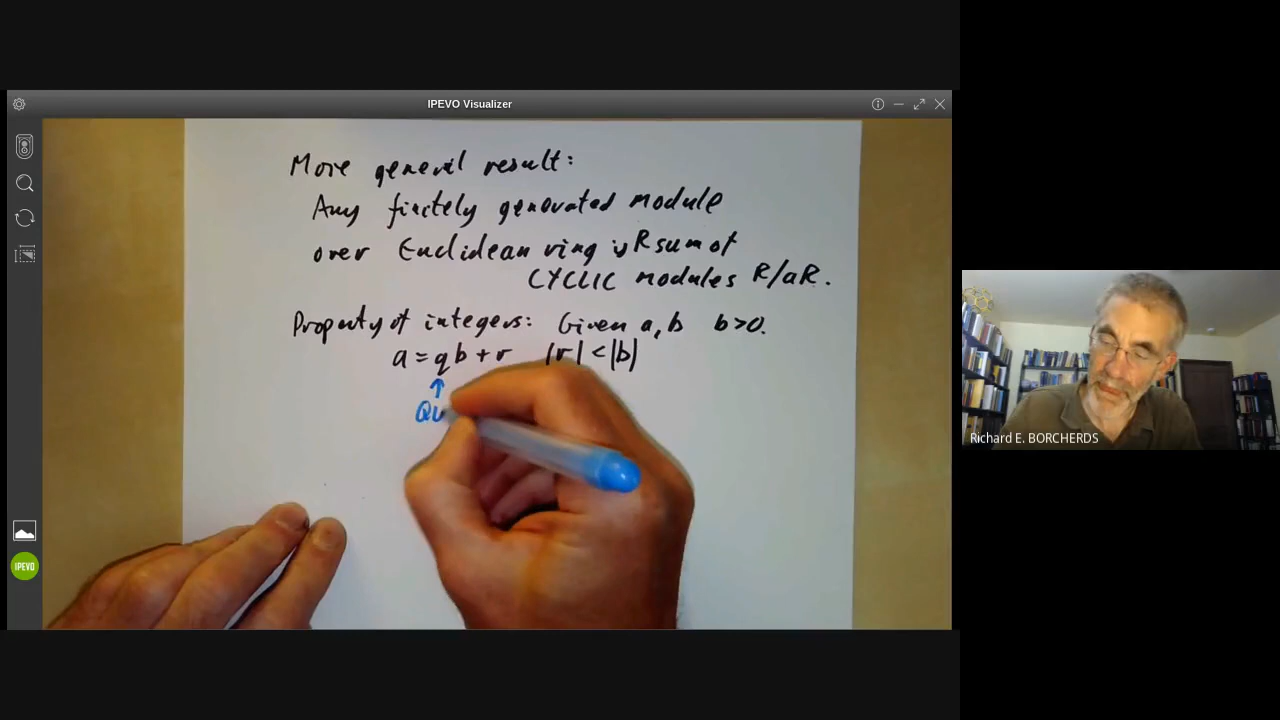 IPEVO Visualizer
More general result:
Any finitely generated module
over Euclidean ring R is sum of
CYCLIC modules R/aR.
Property of integers: Given a, b b>0.
a = qb + r |r| < |b|
↑
QU
Richard E. BORCHERDS
IPEVO